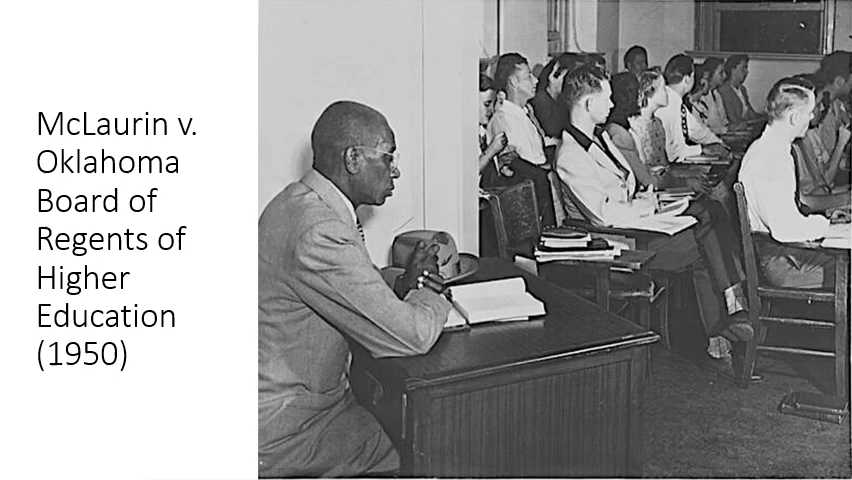 McLaurin v.
Oklahoma
Board of
Regents of
Higher
Education
(1950)